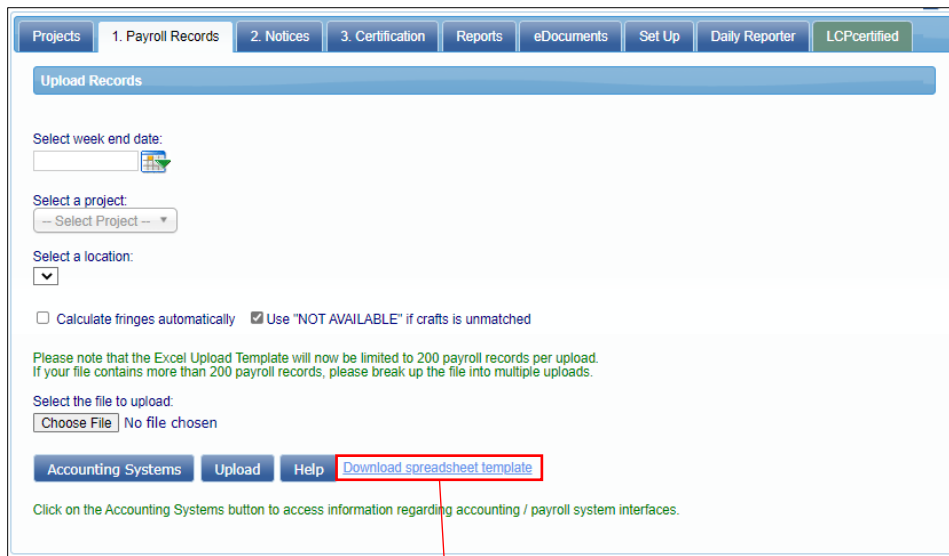 Projects 1. Payroll Records 2. Notices 3. Certification Reports eDocuments Set Up Daily Reporter LCPcertified
Upload Records
Select week end date:
Select a project:
-- Select Project --
Select a location:
Calculate fringes automatically Use "NOT AVAILABLE" if crafts is unmatched
Please note that the Excel Upload Template will now be limited to 200 payroll records per upload.
If your file contains more than 200 payroll records, please break up the file into multiple uploads.
Select the file to upload:
Choose File No file chosen
Accounting Systems Upload Help Download spreadsheet template
Click on the Accounting Systems button to access information regarding accounting / payroll system interfaces.